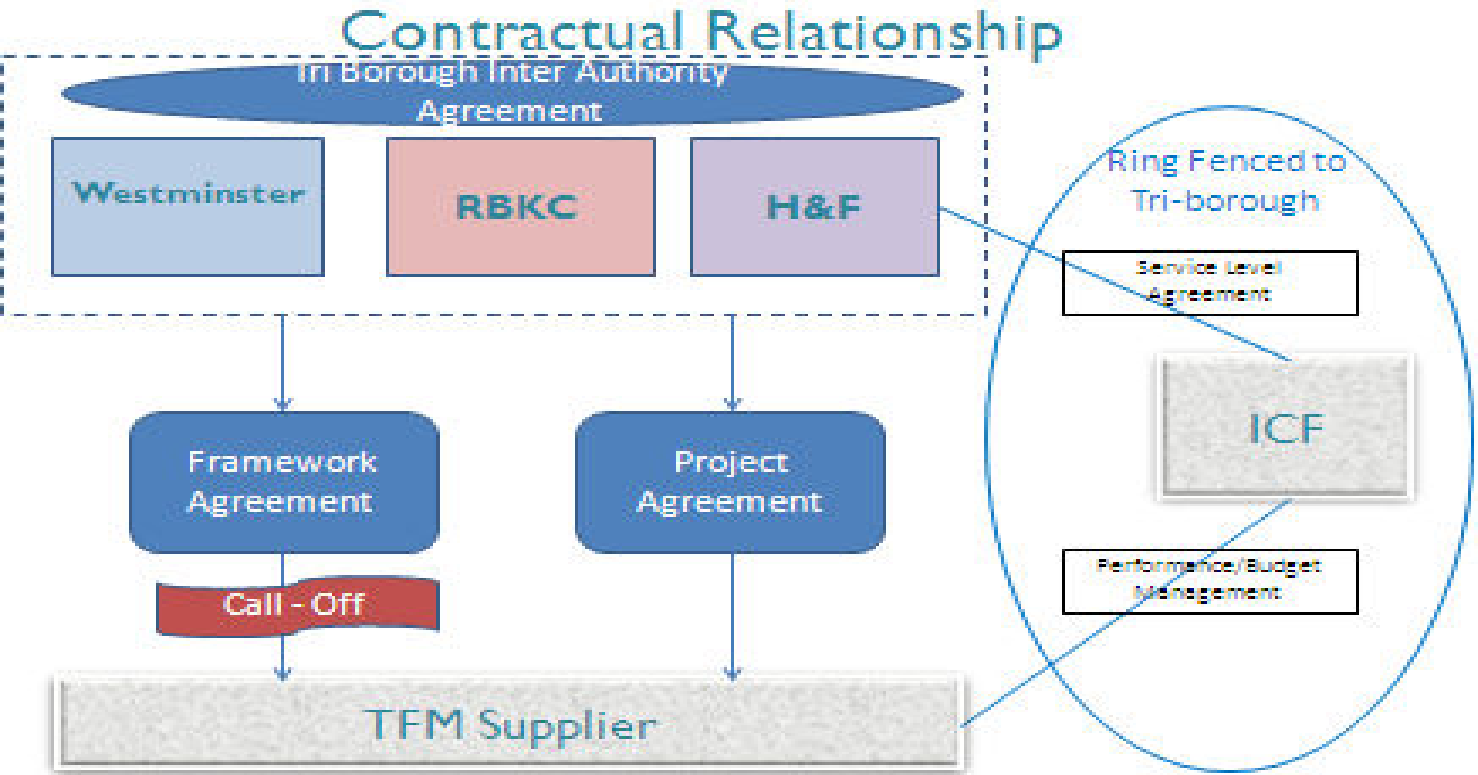 Contractual Relationship
Tri Borough Inter Authority
Agreement
Westminster
RBKC
H&F
Ring Fenced to
Tri-borough
Service Level
Agreement
ICF
Framework
Agreement
Project
Agreement
Performance/Budget
Management
Call - Off
TFM Supplier